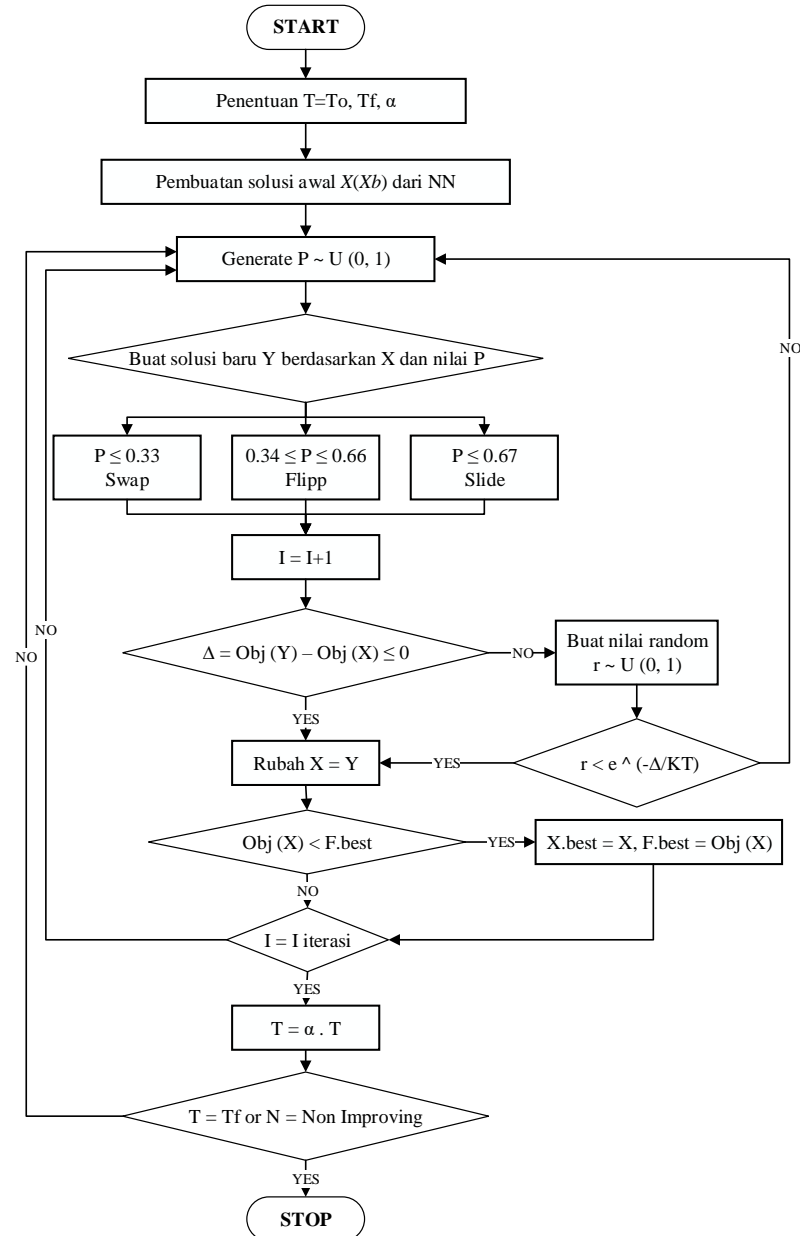 START
Penentuan T=To, Tf, α
Pembuatan solusi awal X(Xb) dari NN
Generate P ~ U (0, 1)
Buat solusi baru Y berdasarkan X dan nilai P
NO
P ≤ 0.33
Swap
0.34 ≤ P ≤ 0.66
Flipp
P ≤ 0.67
Slide
I = I+1
NO
NO
Δ = Obj (Y) – Obj (X) ≤ 0
NO
Buat nilai random
r ~ U (0, 1)
YES
Rubah X = Y
YES
r < e ^ (-Δ/KT)
Obj (X) < F.best
YES
X.best = X, F.best = Obj (X)
NO
I = I iterasi
YES
T = α . T
T = Tf or N = Non Improving
YES
STOP